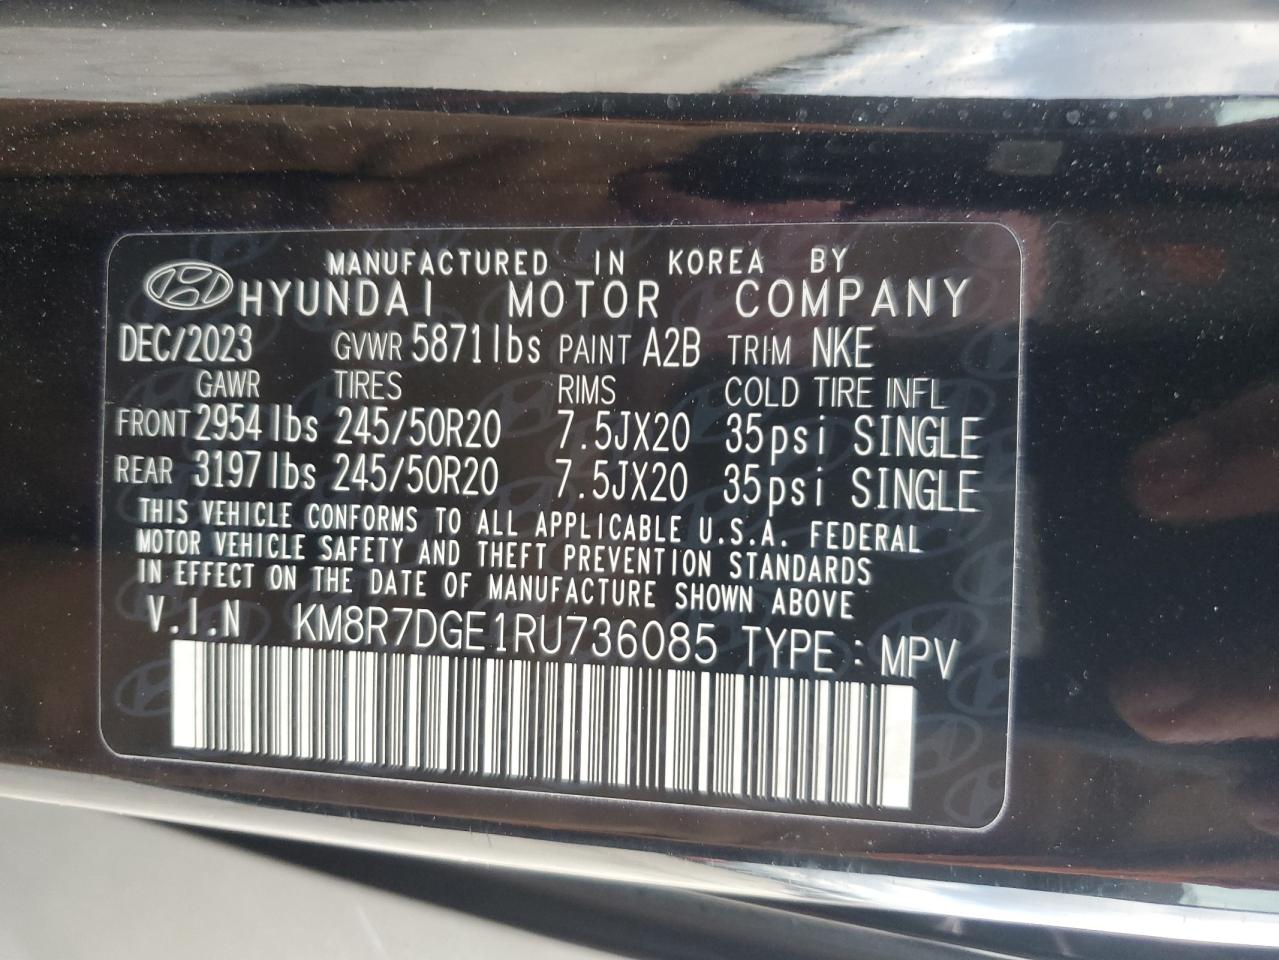 MANUFACTURED IN KOREA BY
HYUNDAI MOTOR COMPANY
DEC/2023 GVWR 5871lbs PAINT A2B TRIM NKE
GAWR TIRES RIMS COLD TIRE INFL
FRONT 2954lbs 245/50R20 7.5JX20 35psi SINGLE
REAR 3197lbs 245/50R20 7.5JX20 35psi SINGLE
THIS VEHICLE CONFORMS TO ALL APPLICABLE U.S.A. FEDERAL
MOTOR VEHICLE SAFETY AND THEFT PREVENTION STANDARDS
IN EFFECT ON THE DATE OF MANUFACTURE SHOWN ABOVE
V.I.N KM8R7DGE1RU736085 TYPE : MPV